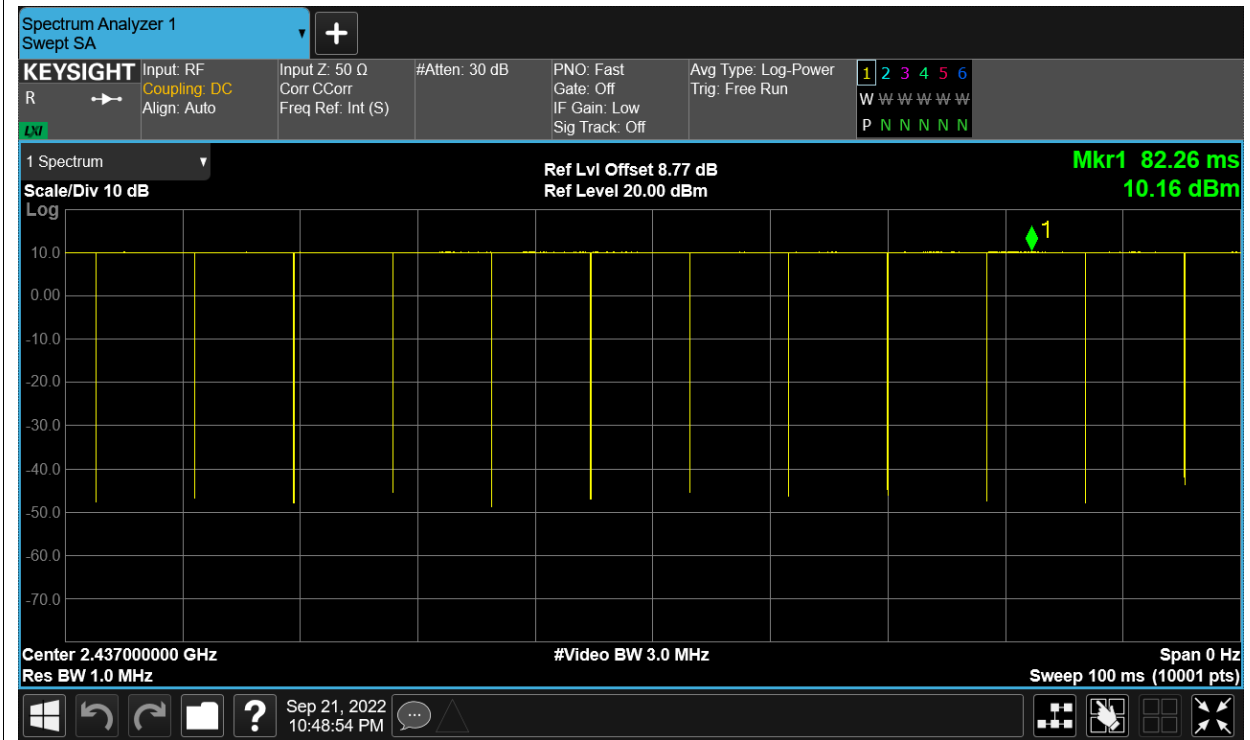 Spectrum Analyzer 1
Swept SA
KEYSIGHT
R
LXI
Input: RF
Coupling: DC
Align: Auto
Input Z: 50 Ω
Corr CCorr
Freq Ref: Int (S)
#Atten: 30 dB
PNO: Fast
Gate: Off
IF Gain: Low
Sig Track: Off
Avg Type: Log-Power
Trig: Free Run
1 2 3 4 5 6
W W W W W W
P N N N N N
1 Spectrum
Scale/Div 10 dB
Log
Ref Lvl Offset 8.77 dB
Ref Level 20.00 dBm
Mkr1 82.26 ms
10.16 dBm
1
10.0
0.00
-10.0
-20.0
-30.0
-40.0
-50.0
-60.0
-70.0
Center 2.437000000 GHz
#Video BW 3.0 MHz
Span 0 Hz
Res BW 1.0 MHz
Sweep 100 ms (10001 pts)
?
Sep 21, 2022
10:48:54 PM